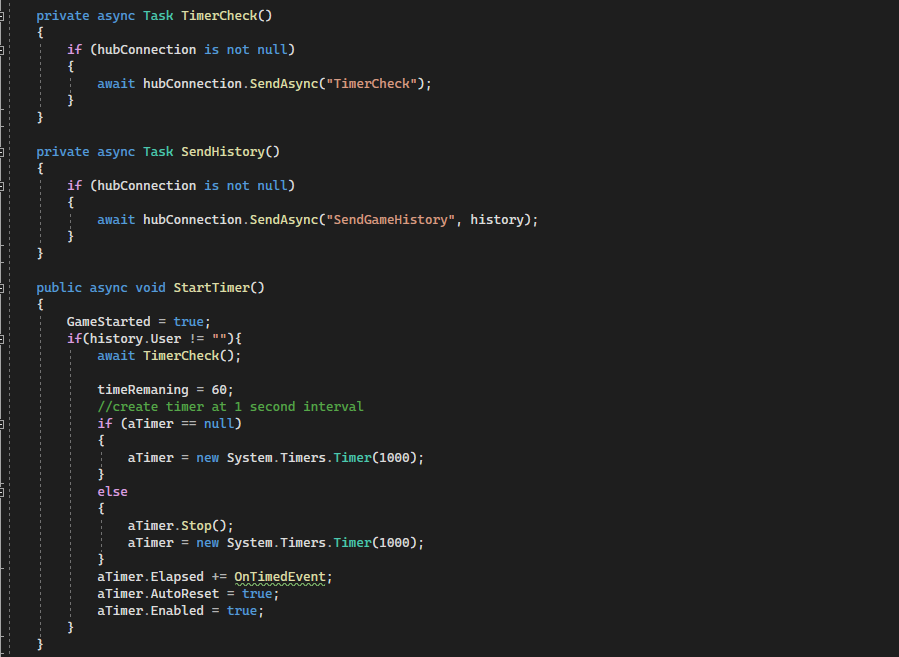 private async Task TimerCheck()
{
if (hubConnection is not null)
{
await hubConnection.SendAsync("TimerCheck");
}
}
private async Task SendHistory()
{
if (hubConnection is not null)
{
await hubConnection.SendAsync("SendGameHistory", history);
}
}
public async void StartTimer()
{
GameStarted = true;
if(history.User != ""){
await TimerCheck();
timeRemaning = 60;
//create timer at 1 second interval
if (aTimer == null)
{
aTimer = new System.Timers.Timer(1000);
}
else
{
aTimer.Stop();
aTimer = new System.Timers.Timer(1000);
}
aTimer.Elapsed += OnTimedEvent;
aTimer.AutoReset = true;
aTimer.Enabled = true;
}
}